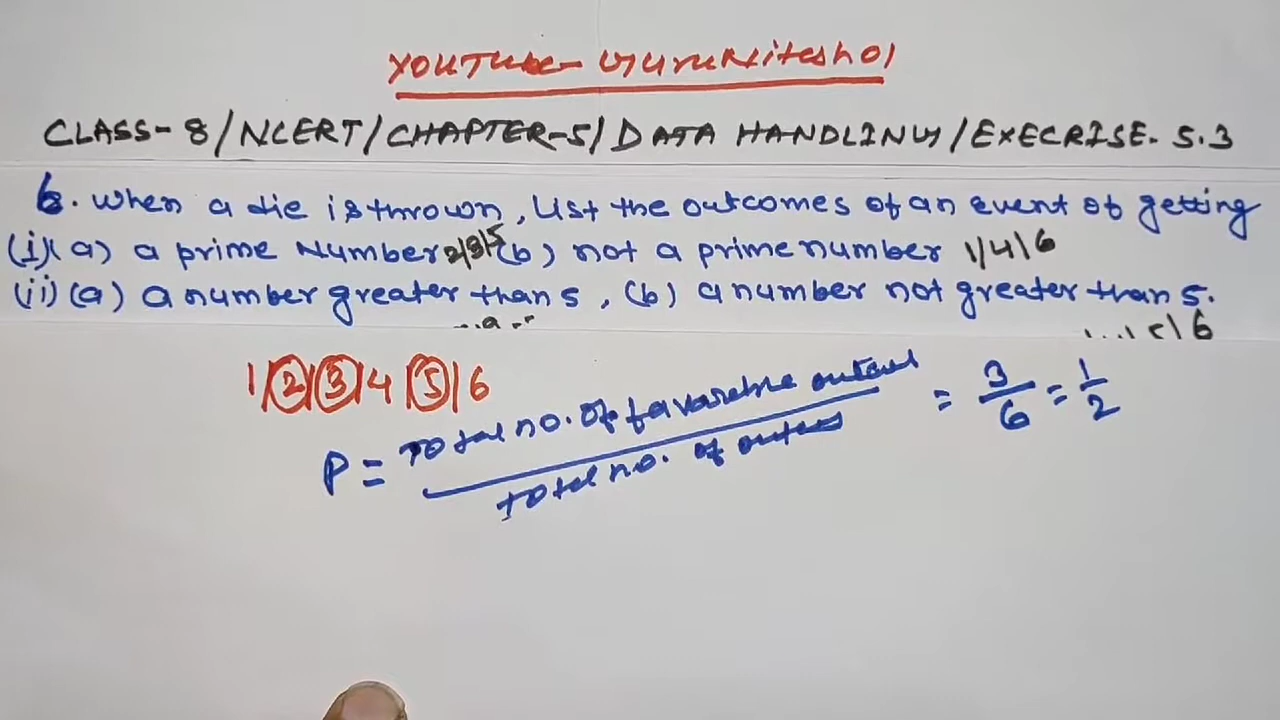 YOUTube- GuruNitesh01
CLASS-8/NCERT/CHAPTER-5/DATA HANDLING/EXECRISE. 5.3
6. When a die is thrown, List the outcomes of an event of getting
(i)(a) a prime Number 2/3/5 (b) not a prime number 1/4/6
(ii) (a) a number greater than 5, (b) a number not greater than 5.
6
1/2/3/4/5/6
P = Total no. of favareble = 3/6 = 1/2
Total no. of